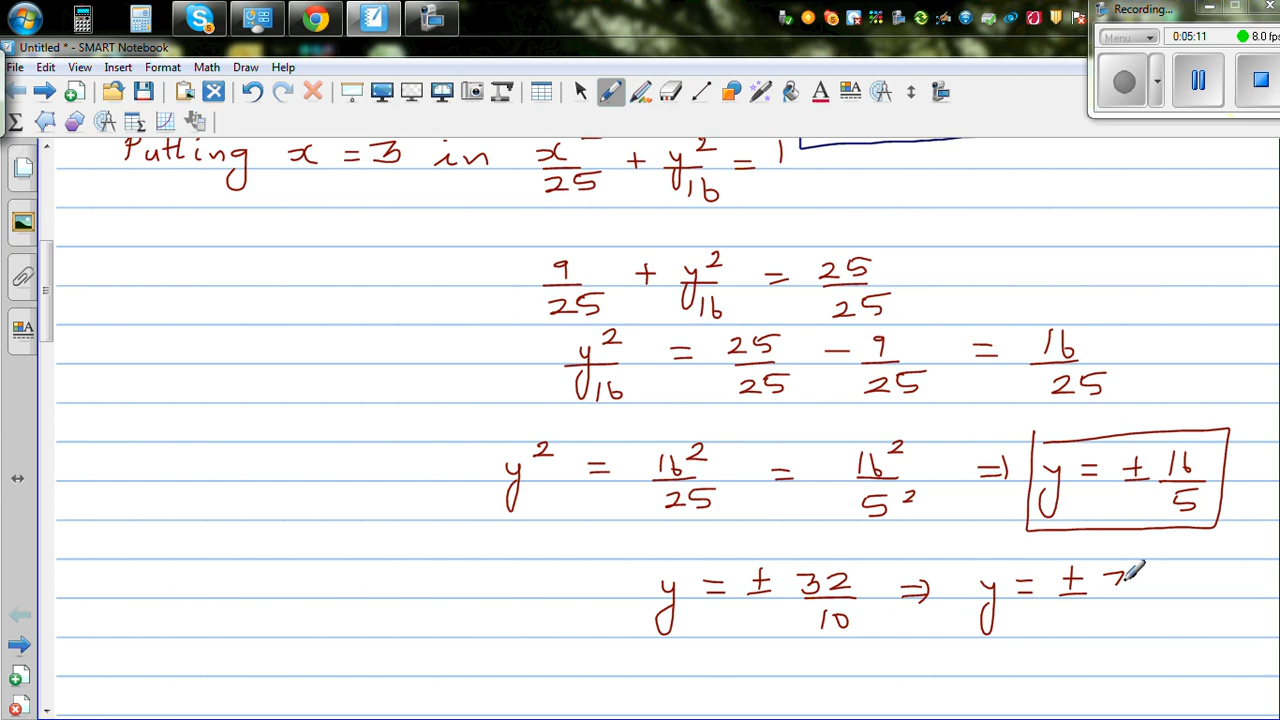 Recording...
Menu 0:05:11 8.0 fps
Untitled * - SMART Notebook
File Edit View Insert Format Math Draw Help
Putting x = 3 in x²/25 + y²/16 = 1
9/25 + y²/16 = 25/25
y²/16 = 25/25 - 9/25 = 16/25
y² = 16²/25 = 16²/5² ⇒ y = ± 16/5
y = ± 32/10 ⇒ y = ±